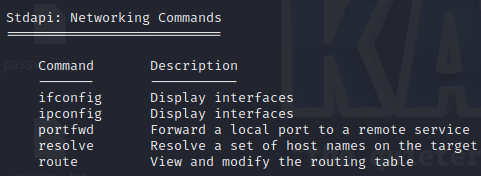 Stdapi: Networking Commands
===========================
Command Description
------- -----------
ifconfig Display interfaces
ipconfig Display interfaces
portfwd Forward a local port to a remote service
resolve Resolve a set of host names on the target
route View and modify the routing table